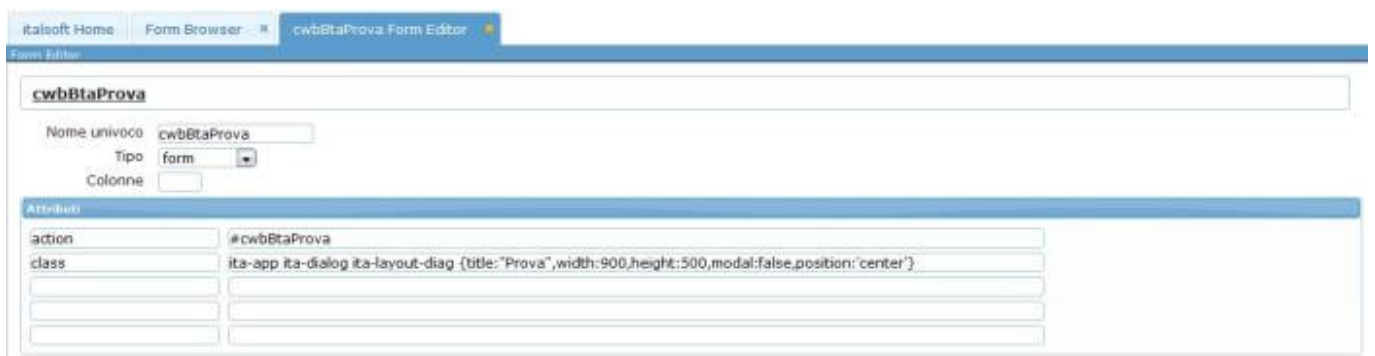 italsoft Home Form Browser cwbBtaProva Form Editor
Form Editor
cwbBtaProva
Nome univoco cwbBtaProva
Tipo form
Colonne
Attributi
action #cwbBtaProva
class ita-app ita-dialog ita-layout-diag {title:"Prova",width:900,height:500,modal:false,position:'center'}